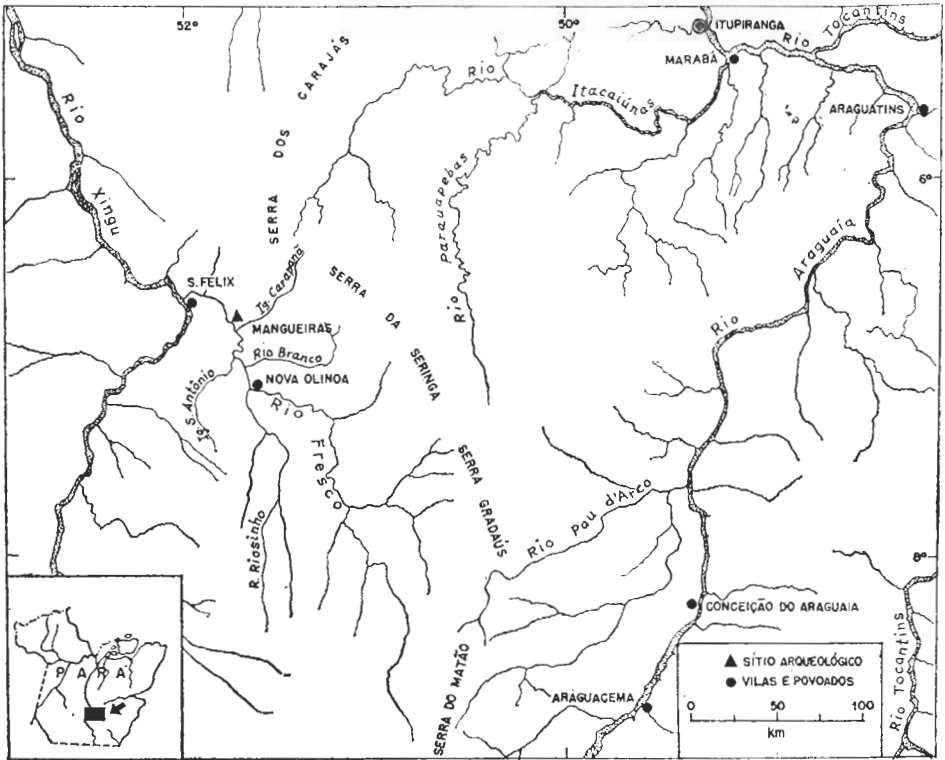 52°
50°
ITUPIRANGA
Rio Tocantins
MARABÁ
ARAGUATINS
SERRA DOS CARAJÁS
Rio Itacaiúnas
Rio Xingu
Rio Parauapebas
6°
Rio Araguaia
S. FELIX
Ig. Carapanã
SERRA DA SERINGA
MANGUEIRAS
Rio Branco
NOVA OLINOA
Ig. S. Antônio
Rio Fresco
R. Riosinho
SERRA GRADAÚS
Rio Pau d'Arco
8°
CONCEIÇÃO DO ARAGUAIA
SERRA DO MATÃO
ARAGUACEMA
Rio Tocantins
PARA
▲ SÍTIO ARQUEOLÓGICO
● VILAS E POVOADOS
0 50 100
km